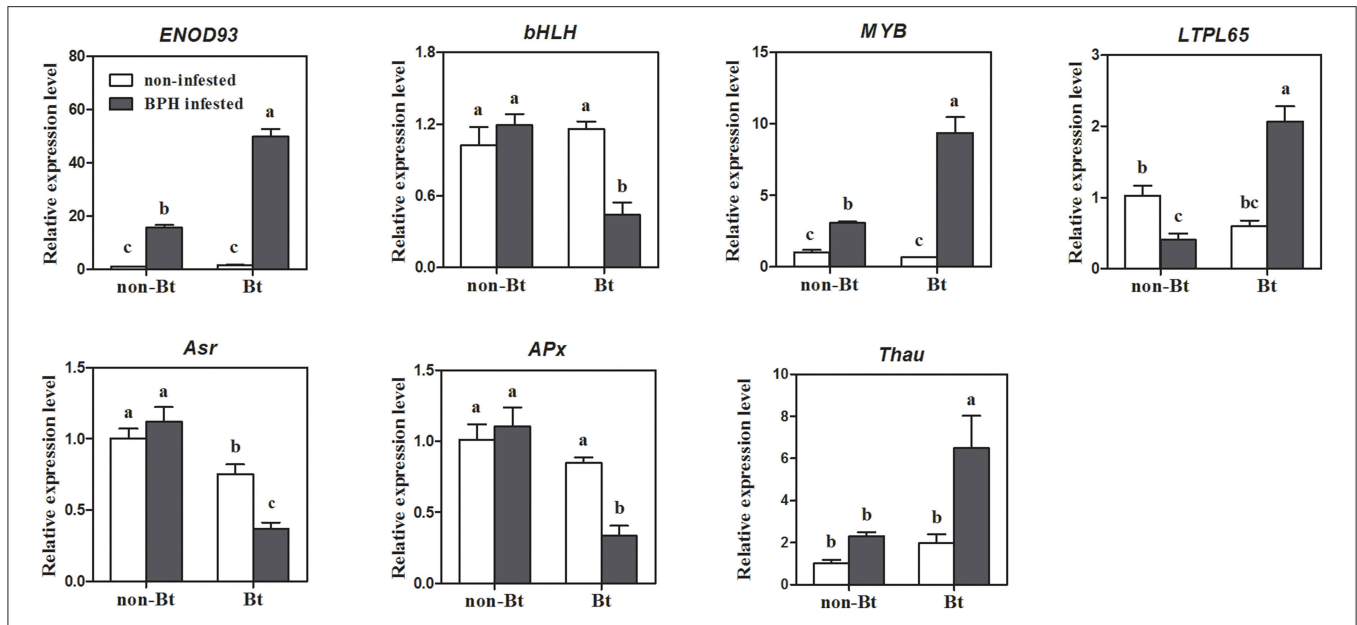 ENOD93
Relative expression level
80
60
40
20
0
non-infested
BPH infested
c
b
c
a
non-Bt
Bt
bHLH
Relative expression level
1.8
1.2
0.6
0.0
a
a
a
b
non-Bt
Bt
MYB
Relative expression level
15
10
5
0
c
b
c
a
non-Bt
Bt
LTPL65
Relative expression level
3
2
1
0
b
c
bc
a
non-Bt
Bt
Asr
Relative expression level
1.5
1.0
0.5
0.0
a
a
b
c
non-Bt
Bt
APx
Relative expression level
1.5
1.0
0.5
0.0
a
a
a
b
non-Bt
Bt
Thau
Relative expression level
10
8
6
4
2
0
b
b
b
a
non-Bt
Bt